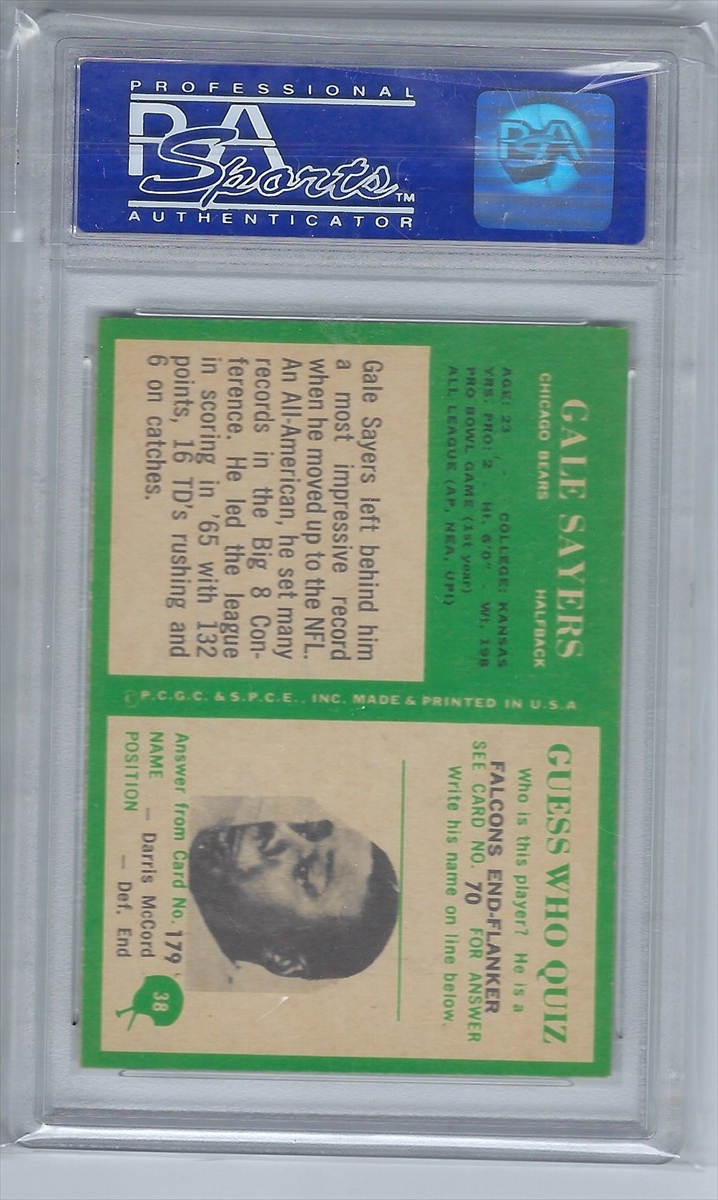 PROFESSIONAL
PSA
Sports™
AUTHENTICATOR
PSA
GALE SAYERS
CHICAGO BEARS HALFBACK
AGE: 23 COLLEGE: KANSAS
YRS. PRO: 2 . Ht. 6'0" . Wt. 198
PRO BOWL GAME (1st year)
ALL LEAGUE (AP, NEA, UPI)
Gale Sayers left behind him
a most impressive record
when he moved up to the NFL.
An All-American, he set many
records in the Big 8 Con-
ference. He led the league
in scoring in '65 with 132
points, 16 TD's rushing and
6 on catches.
©P.C.G.C. & S.P.C.E., INC. MADE & PRINTED IN U.S.A
GUESS WHO QUIZ
Who is this player? He is a
FALCONS END-FLANKER
SEE CARD NO. 70 FOR ANSWER
Write his name on line below.
Answer from Card No. 179
NAME — Darris McCord
POSITION — Def. End
38